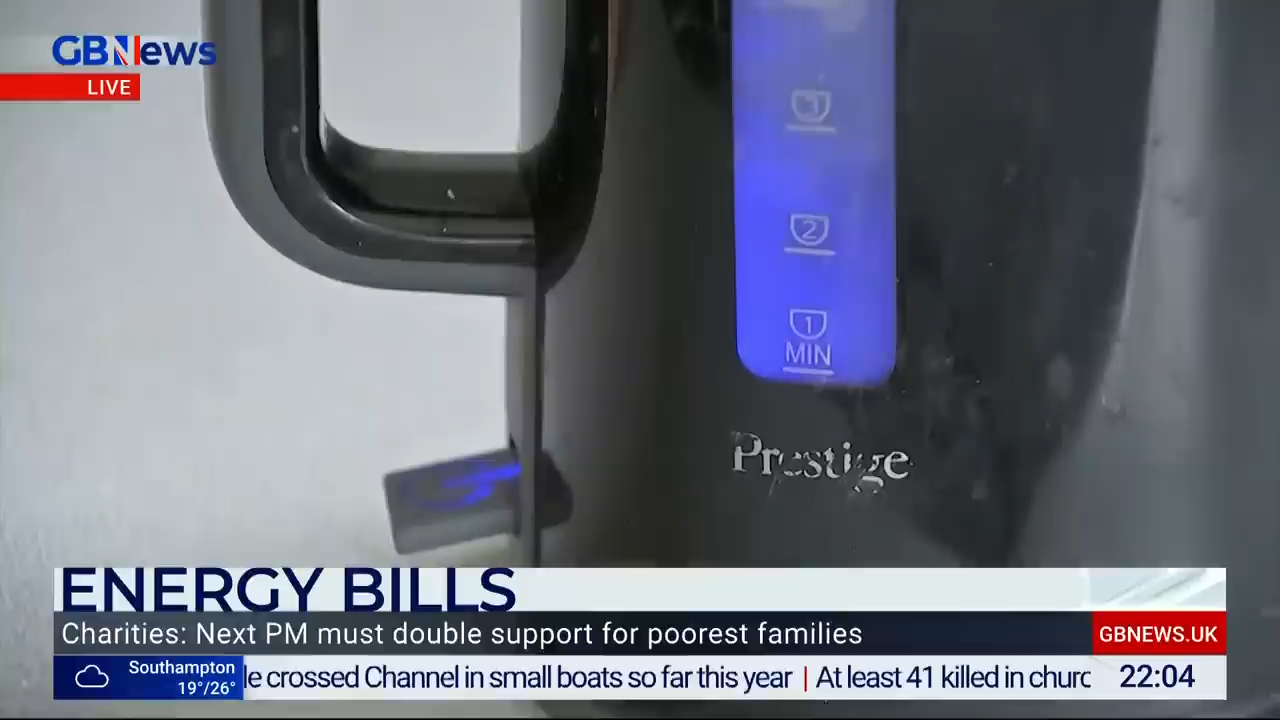 GBNews
LIVE
3
2
1
MIN
Prestige
ENERGY BILLS
Charities: Next PM must double support for poorest families
GBNEWS.UK
Southampton
19°/26°
le crossed Channel in small boats so far this year | At least 41 killed in churc
22:04